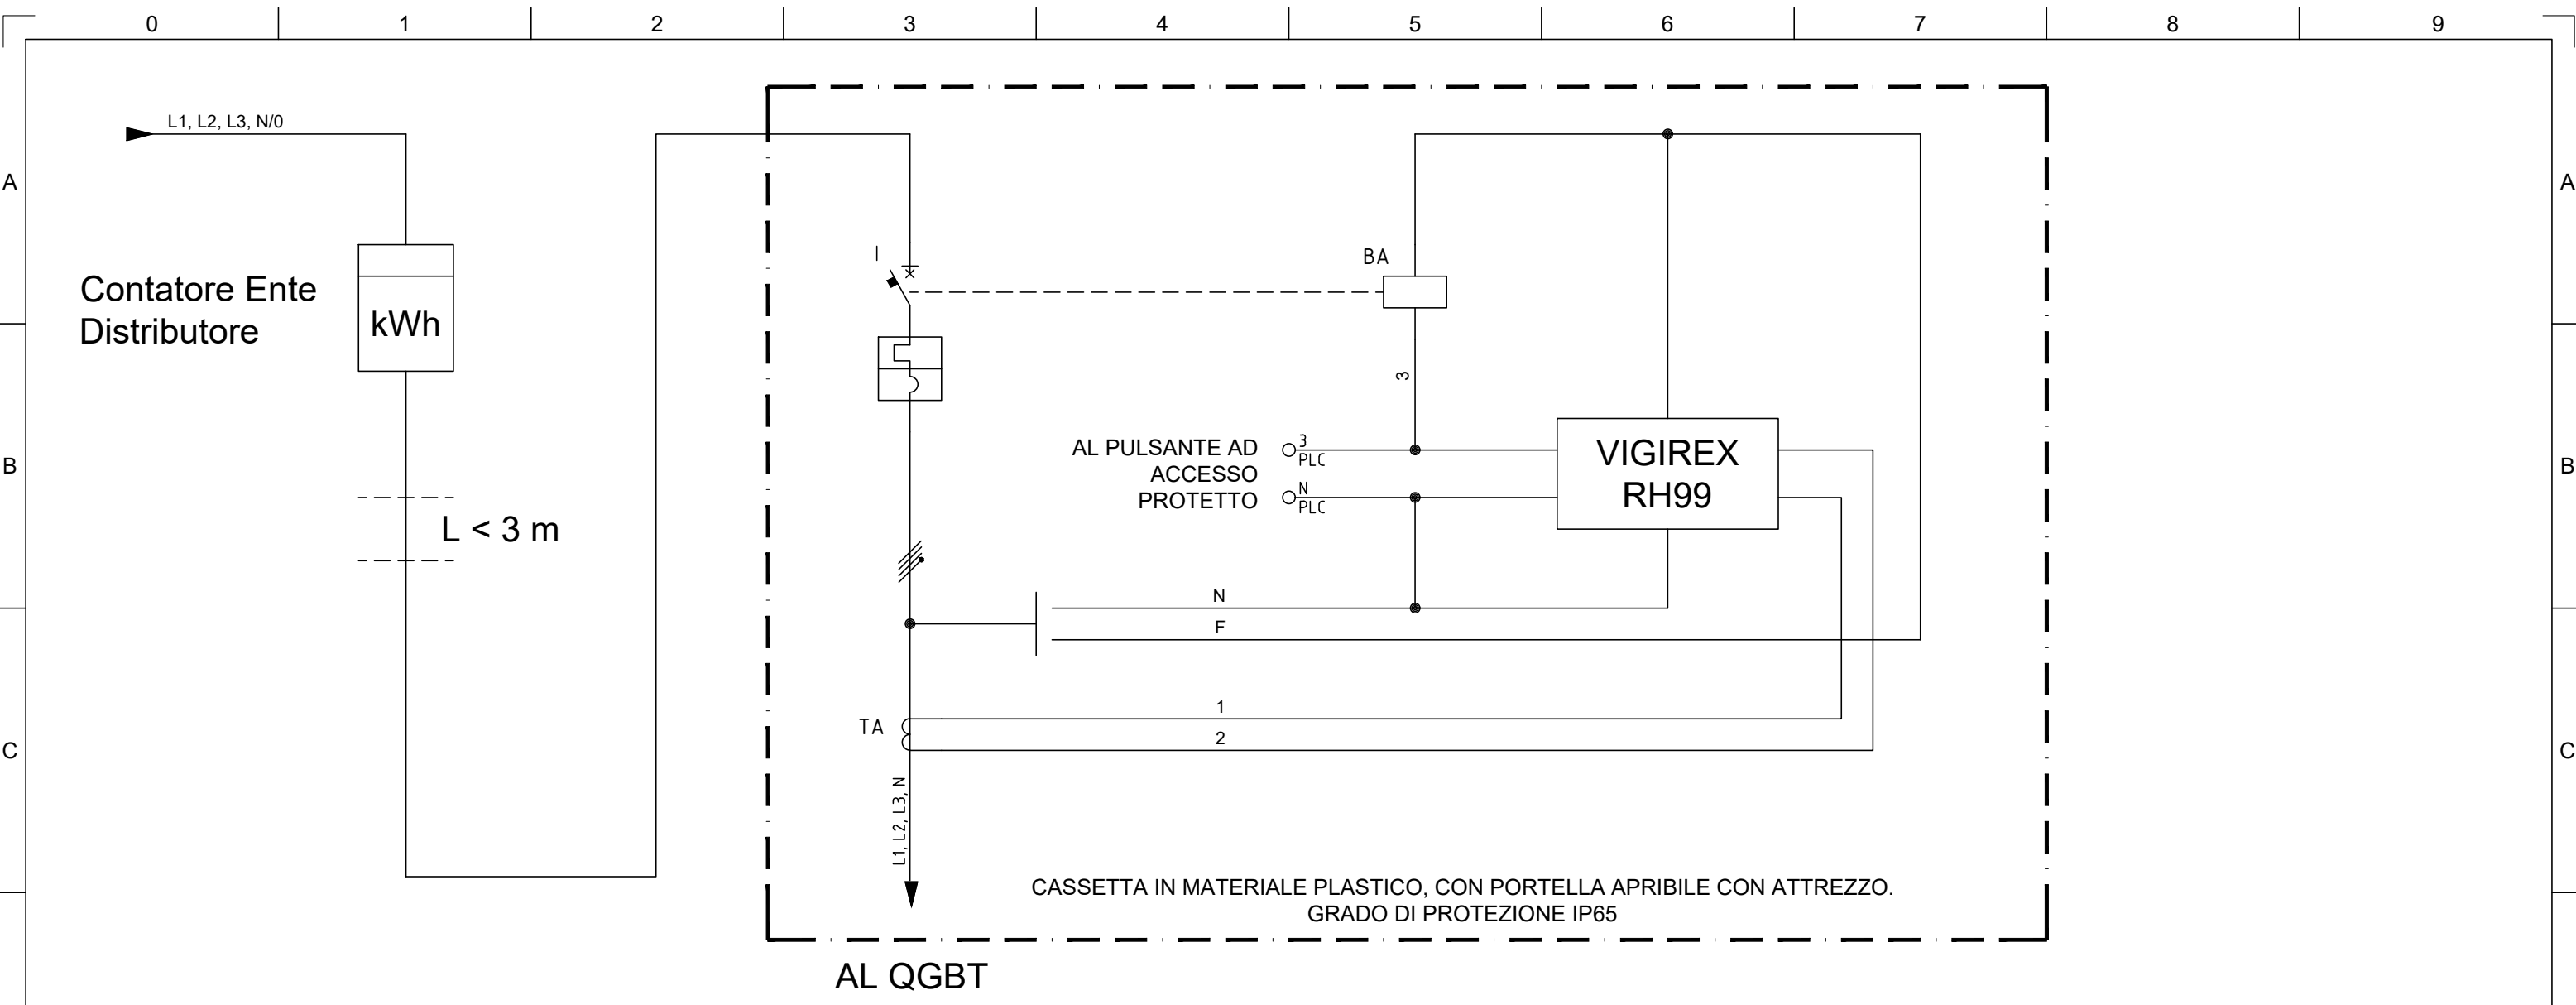 0 1 2 3 4 5 6 7 8 9
L1, L2, L3, N/0
A A
I
BA
Contatore Ente
Distributore
kWh
3
AL PULSANTE AD
ACCESSO
PROTETTO
3
PLC
N
PLC
VIGIREX
RH99
B B
L < 3 m
N
F
1
TA
2
C C
L1, L2, L3, N
CASSETTA IN MATERIALE PLASTICO, CON PORTELLA APRIBILE CON ATTREZZO.
GRADO DI PROTEZIONE IP65
AL QGBT